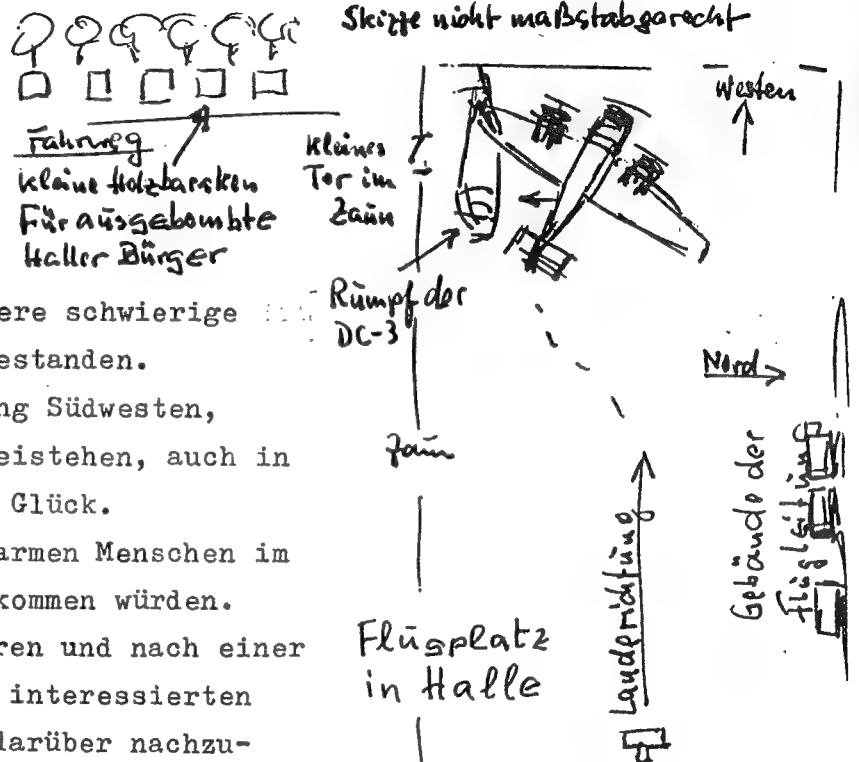 Skizze nicht maßstabgerecht
Westen
Fahrweg
kleine Holzbaracken
Für ausgebombte
Haller Bürger
kleines
Tor im
Zaun
Rumpf der
DC-3
ere schwierige
estanden.
ng Südwesten,
eistehen, auch in
Glück.
armen Menschen im
kommen würden.
ren und nach einer
interessierten
darüber nachzu-
Zaun
Nord
Gebäude der
Flugleitung
Landerichtung
Flugplatz
in Halle